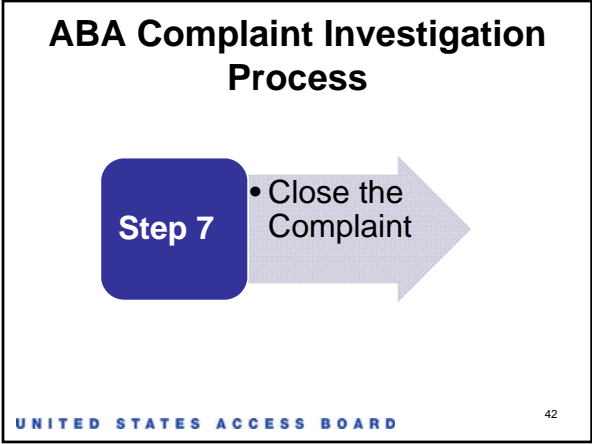 ABA Complaint Investigation
Process
Step 7
• Close the
Complaint
UNITED STATES ACCESS BOARD
42